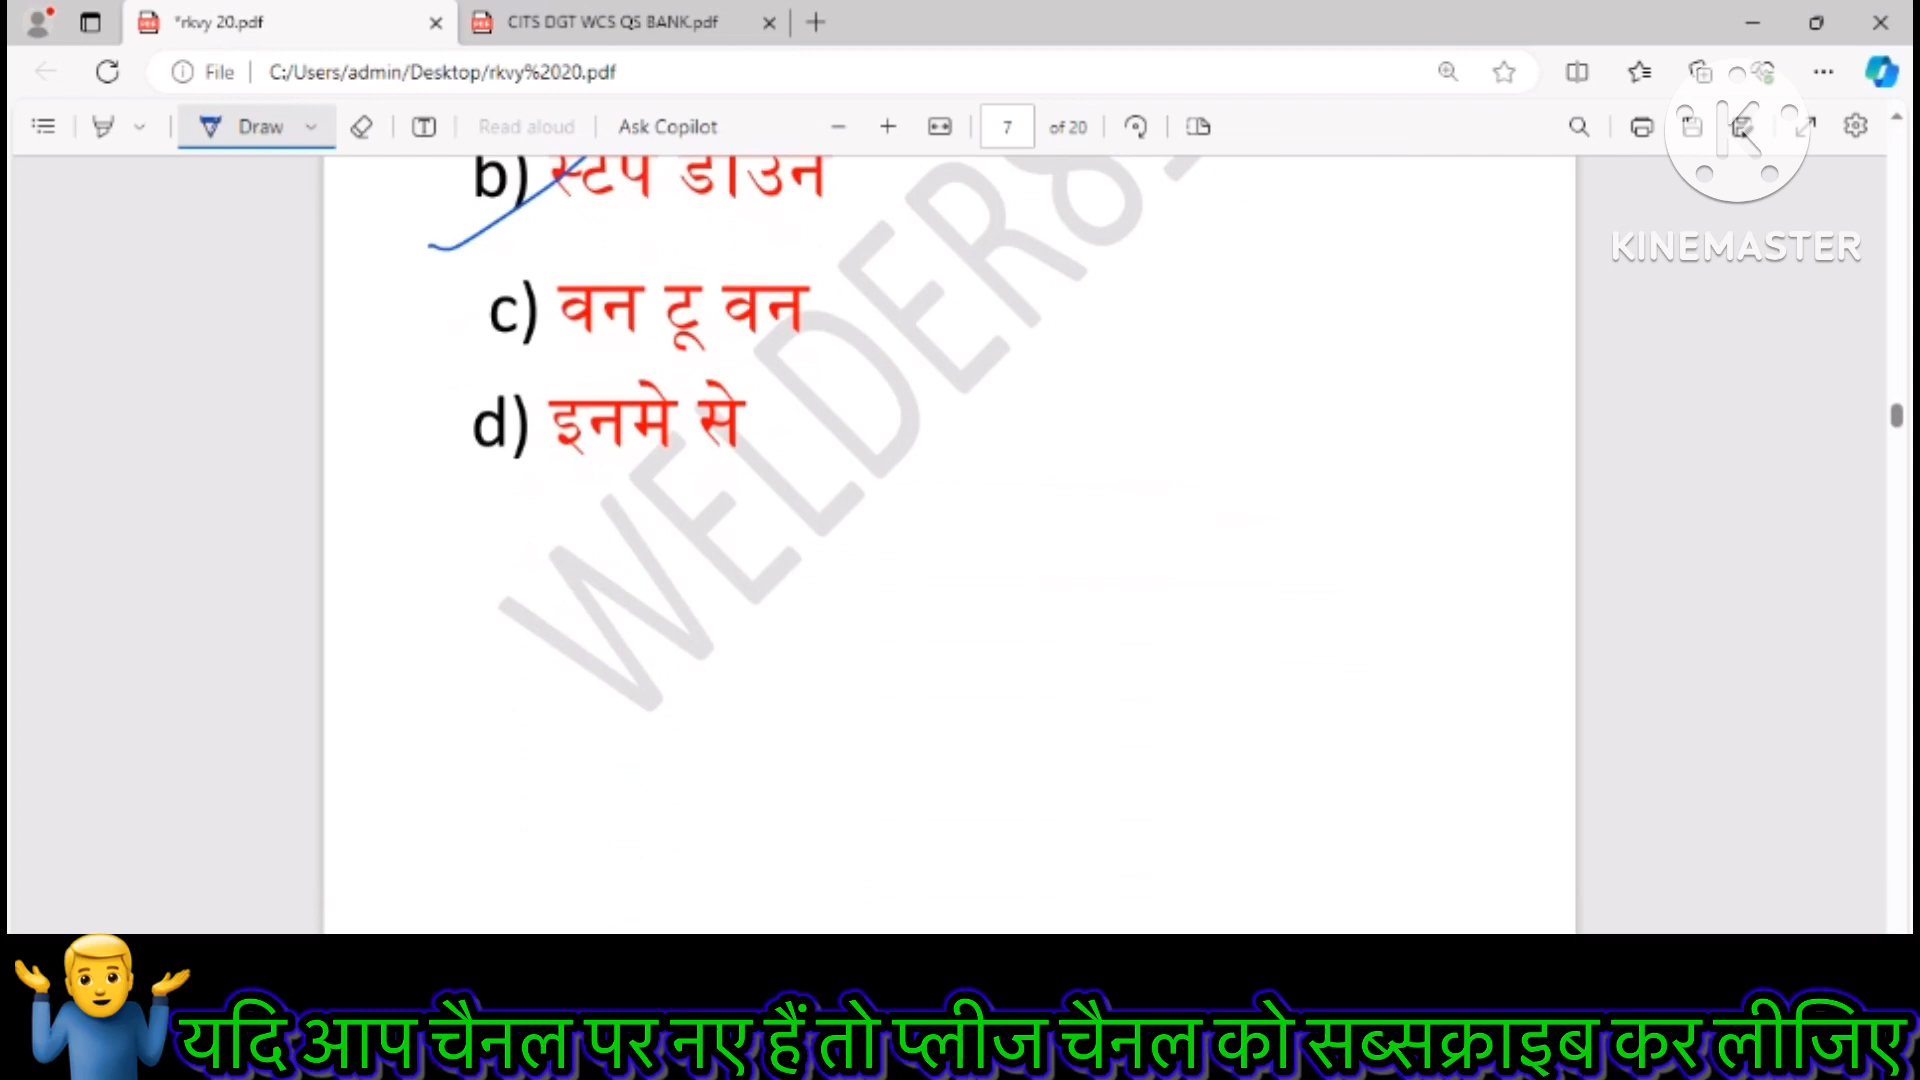 *rkvy 20.pdf
CITS DGT WCS QS BANK.pdf
File
C:/Users/admin/Desktop/rkvy%2020.pdf
Draw
Read aloud
Ask Copilot
7
of 20
KINEMASTER
b) स्टेप डाउन
c) वन टू वन
d) इनमे से
WELDER
यदि आप चैनल पर नए हैं तो प्लीज चैनल को सब्सक्राइब कर लीजिए